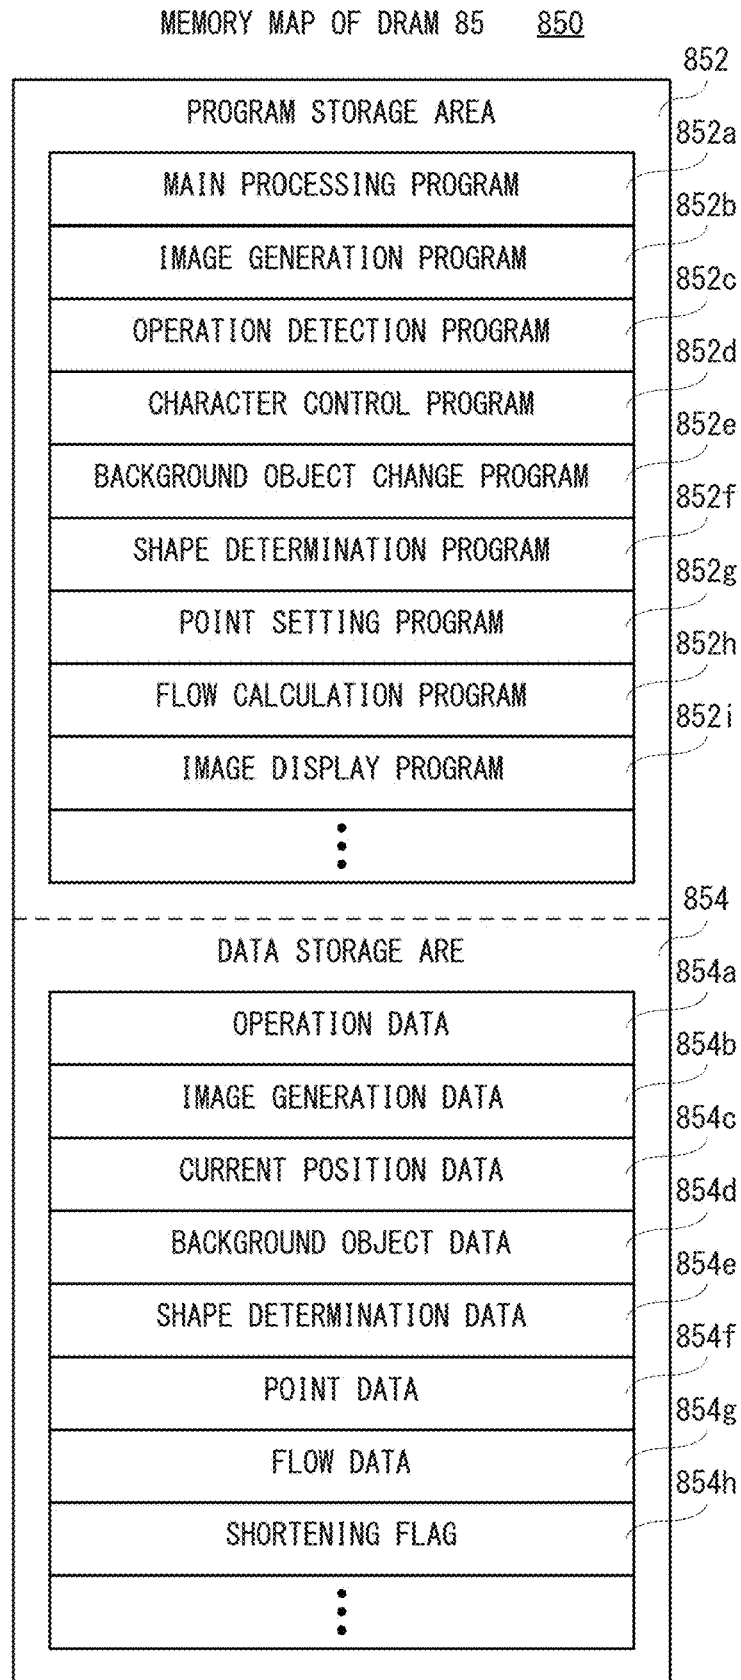 MEMORY MAP OF DRAM 85 850
852
PROGRAM STORAGE AREA
852a
MAIN PROCESSING PROGRAM
852b
IMAGE GENERATION PROGRAM
852c
OPERATION DETECTION PROGRAM
852d
CHARACTER CONTROL PROGRAM
852e
BACKGROUND OBJECT CHANGE PROGRAM
852f
SHAPE DETERMINATION PROGRAM
852g
POINT SETTING PROGRAM
852h
FLOW CALCULATION PROGRAM
852i
IMAGE DISPLAY PROGRAM
854
DATA STORAGE ARE
854a
OPERATION DATA
854b
IMAGE GENERATION DATA
854c
CURRENT POSITION DATA
854d
BACKGROUND OBJECT DATA
854e
SHAPE DETERMINATION DATA
854f
POINT DATA
854g
FLOW DATA
854h
SHORTENING FLAG